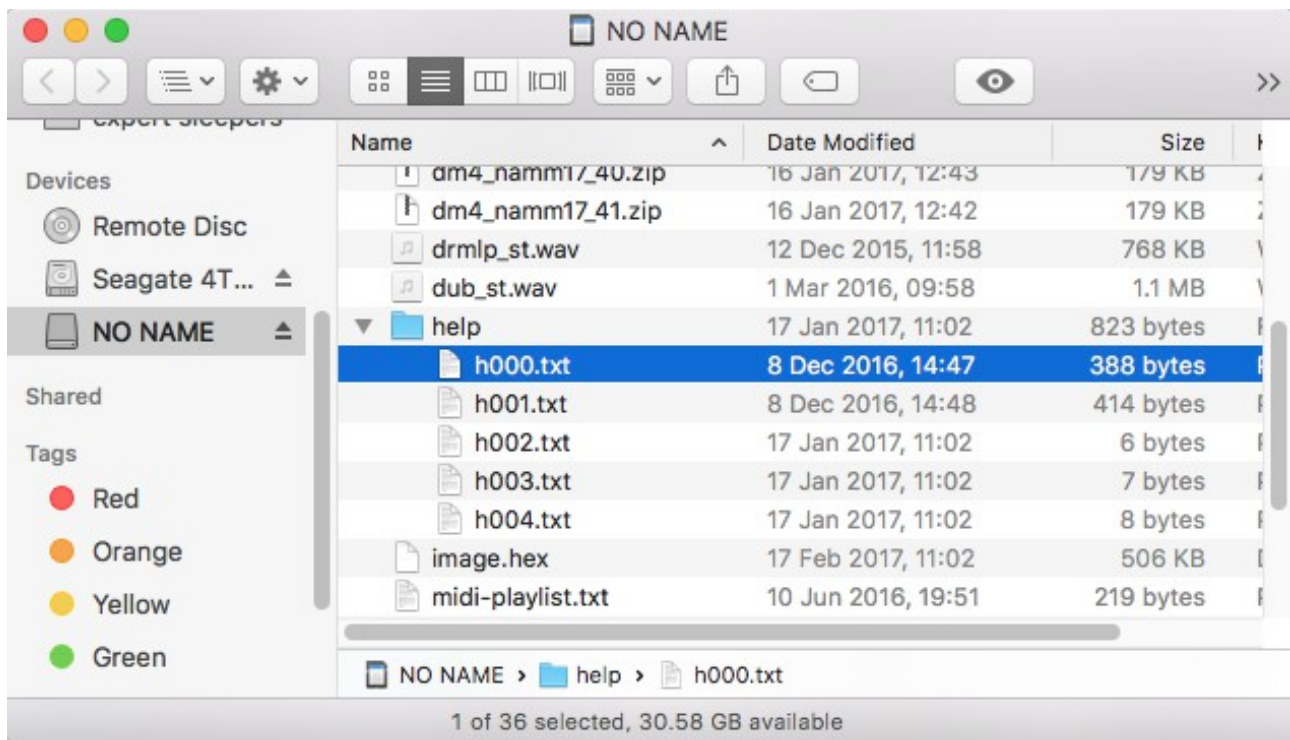 NO NAME
expert sleepers
Devices
Remote Disc
Seagate 4T...
NO NAME
Shared
Tags
Red
Orange
Yellow
Green
Name Date Modified Size
dm4_namm17_40.zip 16 Jan 2017, 12:43 179 KB
dm4_namm17_41.zip 16 Jan 2017, 12:42 179 KB
drmlp_st.wav 12 Dec 2015, 11:58 768 KB
dub_st.wav 1 Mar 2016, 09:58 1.1 MB
help 17 Jan 2017, 11:02 823 bytes
h000.txt 8 Dec 2016, 14:47 388 bytes
h001.txt 8 Dec 2016, 14:48 414 bytes
h002.txt 17 Jan 2017, 11:02 6 bytes
h003.txt 17 Jan 2017, 11:02 7 bytes
h004.txt 17 Jan 2017, 11:02 8 bytes
image.hex 17 Feb 2017, 11:02 506 KB
midi-playlist.txt 10 Jun 2016, 19:51 219 bytes
NO NAME › help › h000.txt
1 of 36 selected, 30.58 GB available